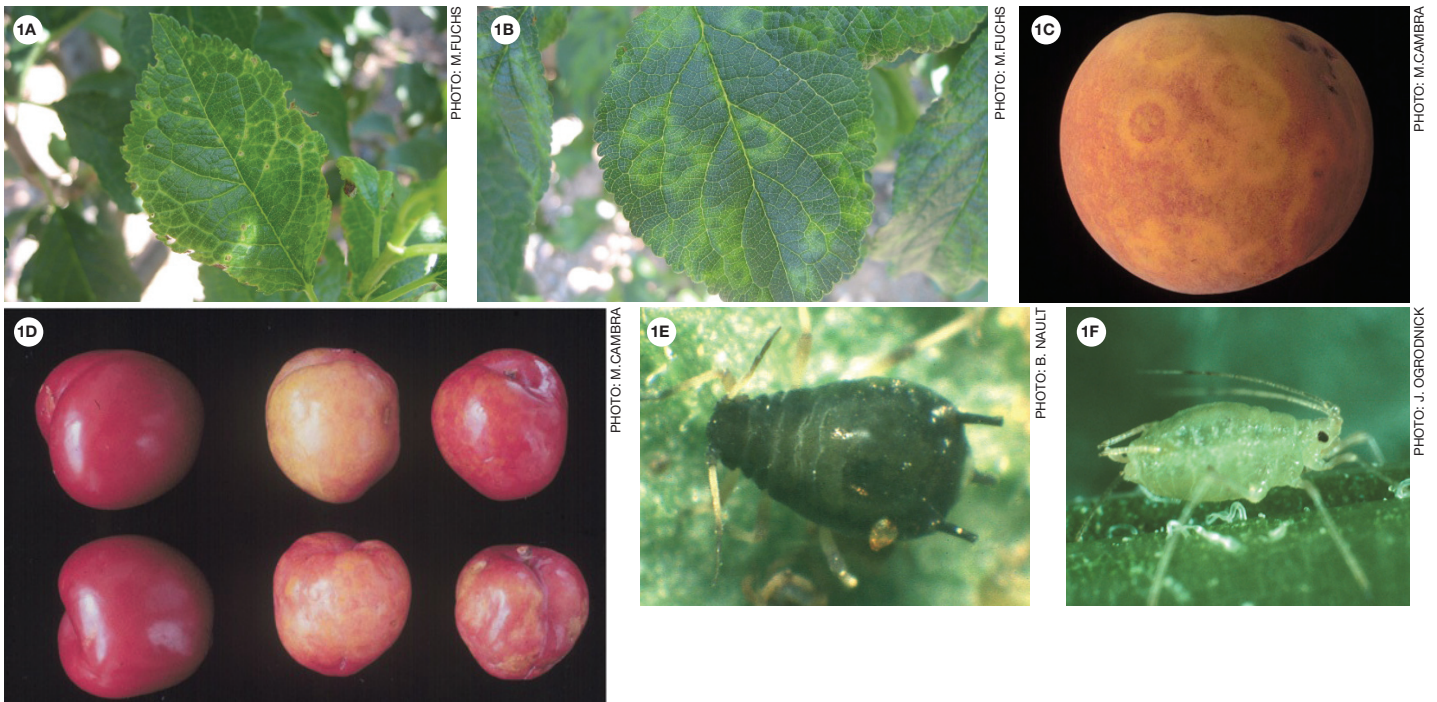 1A
PHOTO: M.FUCHS
1B
PHOTO: M.FUCHS
1C
PHOTO: M.CAMBRA
1D
PHOTO: M.CAMBRA
1E
PHOTO: B. NAULT
1F
PHOTO: J. OGRODNICK